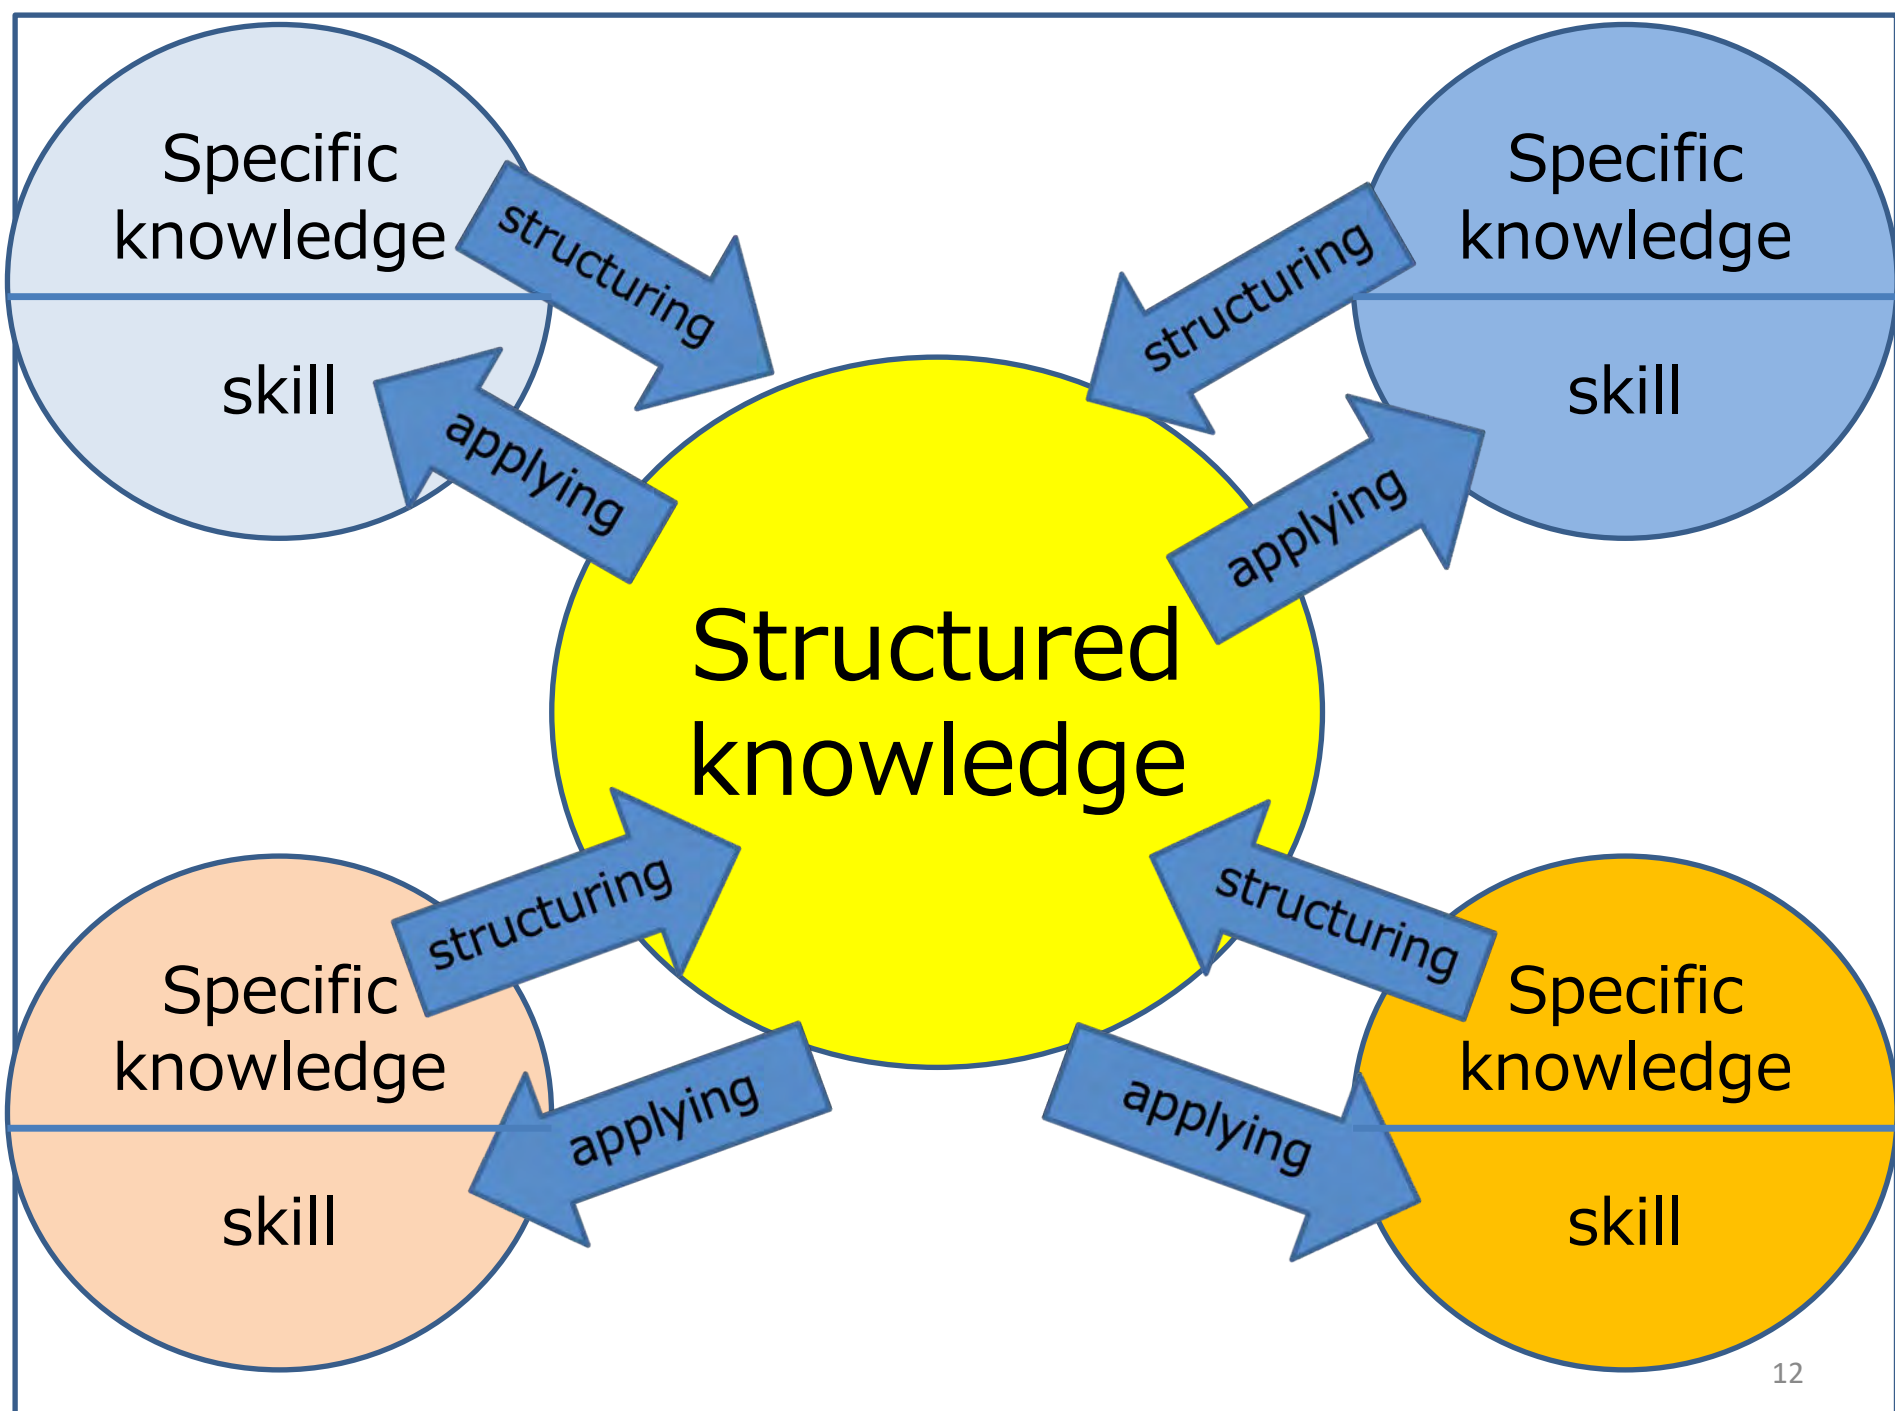 Specific
knowledge
skill
structuring
applying
Specific
knowledge
skill
structuring
applying
Structured
knowledge
Specific
knowledge
skill
structuring
applying
Specific
knowledge
skill
structuring
applying
12